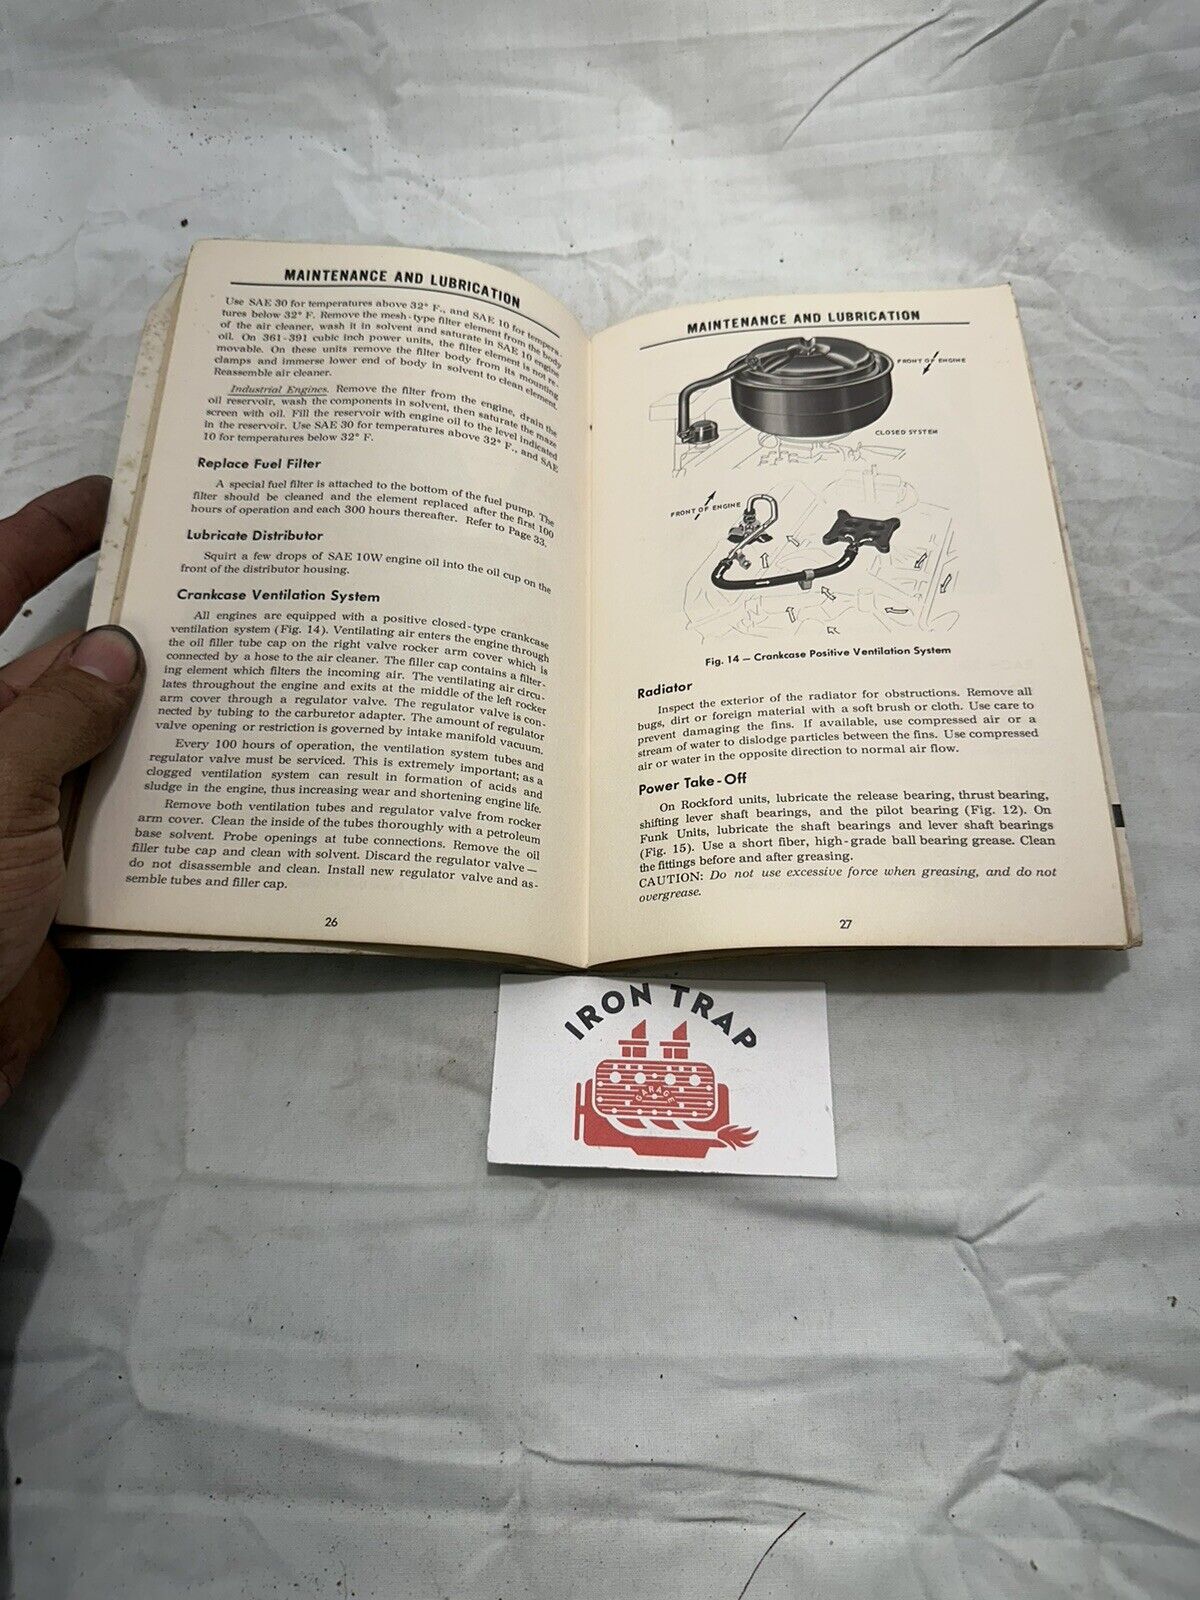 MAINTENANCE AND LUBRICATION
Use SAE 30 for temperatures above 32° F., and SAE 10 for tempera-
tures below 32° F. Remove the mesh-type filter element from the body
of the air cleaner, wash it in solvent and saturate in SAE 10 engine
oil. On 361-391 cubic inch power units, the filter element is not re-
movable. On these units remove the filter body from its mounting
clamps and immerse lower end of body in solvent to clean element.
Reassemble air cleaner.
Industrial Engines. Remove the filter from the engine, drain the
oil reservoir, wash the components in solvent, then saturate the maze
screen with oil. Fill the reservoir with engine oil to the level indicated
in the reservoir. Use SAE 30 for temperatures above 32° F., and SAE
10 for temperatures below 32° F.
Replace Fuel Filter
A special fuel filter is attached to the bottom of the fuel pump. The
filter should be cleaned and the element replaced after the first 100
hours of operation and each 300 hours thereafter. Refer to Page 33.
Lubricate Distributor
Squirt a few drops of SAE 10W engine oil into the oil cup on the
front of the distributor housing.
Crankcase Ventilation System
All engines are equipped with a positive closed-type crankcase
ventilation system (Fig. 14). Ventilating air enters the engine through
the oil filler tube cap on the right valve rocker arm cover which is
connected by a hose to the air cleaner. The filler cap contains a filter-
ing element which filters the incoming air. The ventilating air circu-
lates throughout the engine and exits at the middle of the left rocker
arm cover through a regulator valve. The regulator valve is con-
nected by tubing to the carburetor adapter. The amount of regulator
valve opening or restriction is governed by intake manifold vacuum.
Every 100 hours of operation, the ventilation system tubes and
regulator valve must be serviced. This is extremely important; as a
clogged ventilation system can result in formation of acids and
sludge in the engine, thus increasing wear and shortening engine life.
Remove both ventilation tubes and regulator valve from rocker
arm cover. Clean the inside of the tubes thoroughly with a petroleum
base solvent. Probe openings at tube connections. Remove the oil
filler tube cap and clean with solvent. Discard the regulator valve —
do not disassemble and clean. Install new regulator valve and as-
semble tubes and filler cap.
26
MAINTENANCE AND LUBRICATION
FRONT OF ENGINE
CLOSED SYSTEM
FRONT OF ENGINE
Fig. 14 — Crankcase Positive Ventilation System
Radiator
Inspect the exterior of the radiator for obstructions. Remove all
bugs, dirt or foreign material with a soft brush or cloth. Use care to
prevent damaging the fins. If available, use compressed air or a
stream of water to dislodge particles between the fins. Use compressed
air or water in the opposite direction to normal air flow.
Power Take-Off
On Rockford units, lubricate the release bearing, thrust bearing,
shifting lever shaft bearings, and the pilot bearing (Fig. 12). On
Funk Units, lubricate the shaft bearings and lever shaft bearings
(Fig. 15). Use a short fiber, high-grade ball bearing grease. Clean
the fittings before and after greasing.
CAUTION: Do not use excessive force when greasing, and do not
overgrease.
27
IRON TRAP
GARAGE